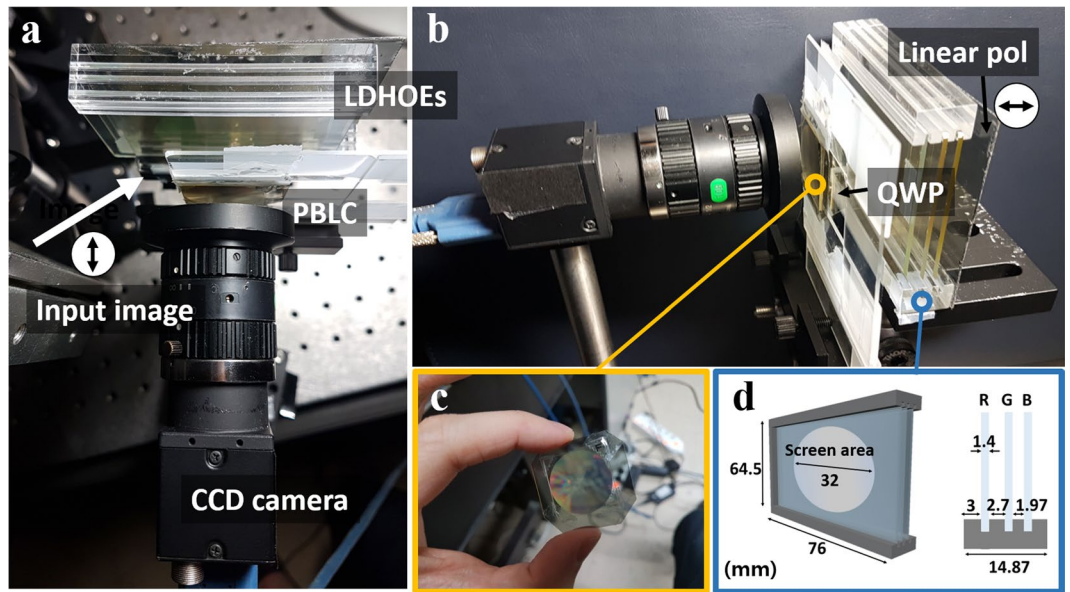 a
LDHOEs
PBLC
Input image
CCD camera
b
Linear pol
QWP
c
d
R G B
1.4
Screen area
32
64.5
3 2.7 1.97
76
14.87
(mm)